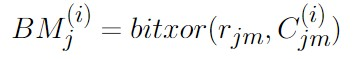 $BM_j^{(i)} = bitxor(r_{jm}, C_{jm}^{(i)})$